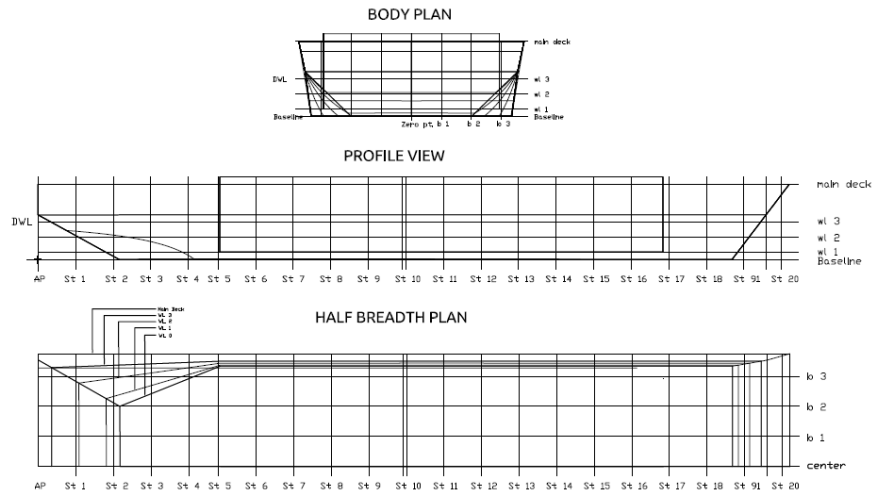 BODY PLAN
main deck
DWL
wl 3
wl 2
wl 1
Baseline
Zero pt. b 1 b 2 b 3
Baseline
PROFILE VIEW
main deck
DWL
wl 3
wl 2
wl 1
Baseline
AP St 1 St 2 St 3 St 4 St 5 St 6 St 7 St 8 St 9 St 10 St 11 St 12 St 13 St 14 St 15 St 16 St 17 St 18 St 91 St 20
Main Deck
WL 3
WL 2
WL 1
WL 0
HALF BREADTH PLAN
b 3
b 2
b 1
center
AP St 1 St 2 St 3 St 4 St 5 St 6 St 7 St 8 St 9 St 10 St 11 St 12 St 13 St 14 St 15 St 16 St 17 St 18 St 91 St 20